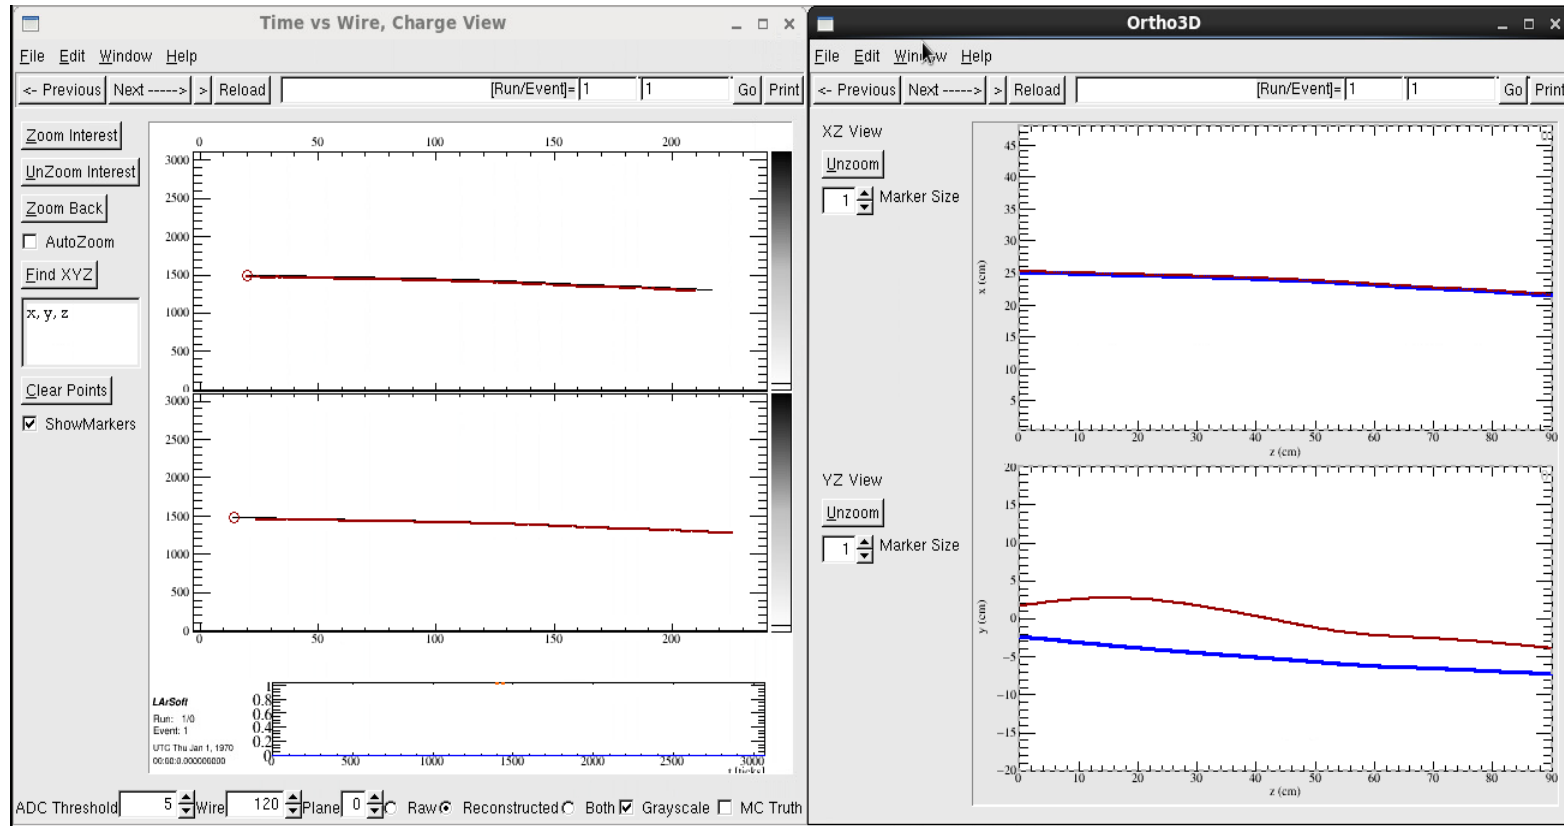 Time vs Wire, Charge View
File Edit Window Help
<- Previous Next -----> > Reload [Run/Event]= 1 1 Go Print
Zoom Interest
UnZoom Interest
Zoom Back
AutoZoom
Find XYZ
x, y, z
Clear Points
ShowMarkers
0 50 100 150 200
3000
2500
2000
1500
1000
500
0
3000
2500
2000
1500
1000
500
0
0 50 100 150 200
LArSoft
Run: 1/0
Event: 1
UTC Thu Jan 1, 1970
1
0.8
0.6
0.4
0.2
0
500 1000 1500 2000 2500 3000
t [ticks]
ADC Threshold 5 Wire 120 Plane 0 Raw Reconstructed Both Grayscale MC Truth
Ortho3D
File Edit Window Help
<- Previous Next -----> > Reload [Run/Event]= 1 1 Go Print
XZ View
Unzoom
1 Marker Size
x (cm)
45
40
35
30
25
20
15
10
5
0 10 20 30 40 50 60 70 80 90
z (cm)
YZ View
Unzoom
1 Marker Size
y (cm)
20
15
10
5
0
-5
-10
-15
-20
0 10 20 30 40 50 60 70 80 90
z (cm)